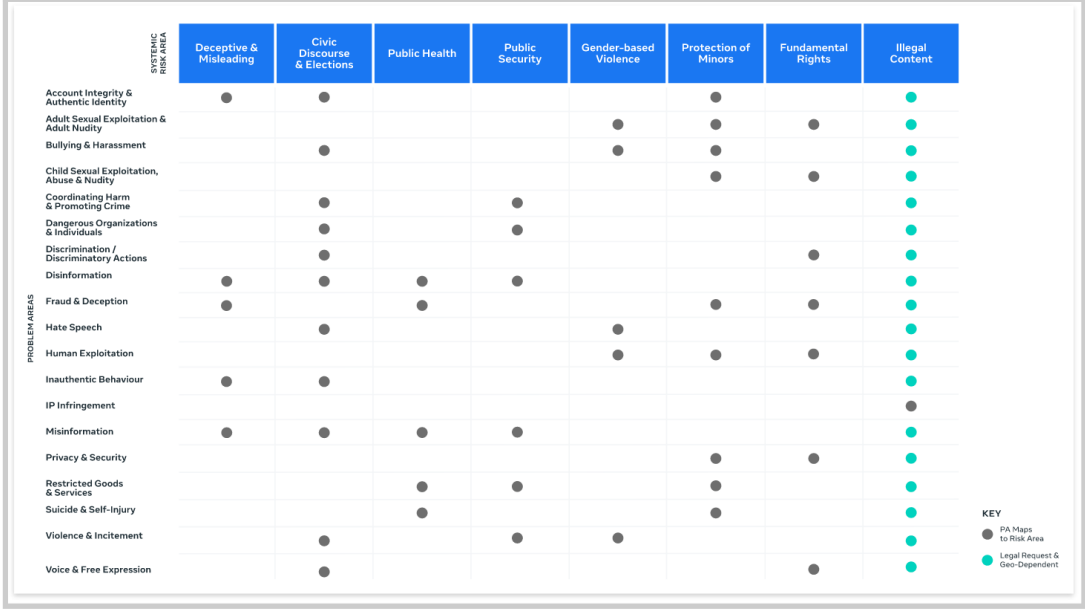 SYSTEMIC
RISK AREA
Deceptive &
Misleading
Civic
Discourse
& Elections
Public Health
Public
Security
Gender-based
Violence
Protection of
Minors
Fundamental
Rights
Illegal
Content
PROBLEM AREAS
Account Integrity &
Authentic Identity
Adult Sexual Exploitation &
Adult Nudity
Bullying & Harassment
Child Sexual Exploitation,
Abuse & Nudity
Coordinating Harm
& Promoting Crime
Dangerous Organizations
& Individuals
Discrimination /
Discriminatory Actions
Disinformation
Fraud & Deception
Hate Speech
Human Exploitation
Inauthentic Behaviour
IP Infringement
Misinformation
Privacy & Security
Restricted Goods
& Services
Suicide & Self-Injury
Violence & Incitement
Voice & Free Expression
KEY
PA Maps
to Risk Area
Legal Request &
Geo-Dependent